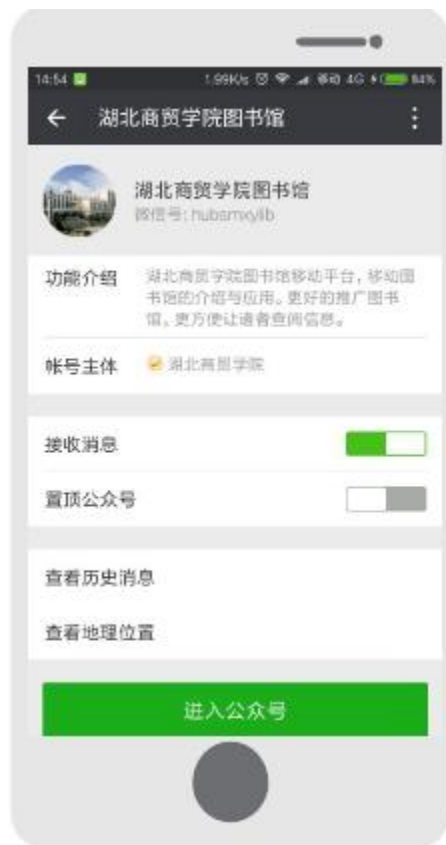 14:54 1.99K/s 移动 4G 84%
湖北商贸学院图书馆
湖北商贸学院图书馆
微信号: hubsmxylib
功能介绍 湖北商贸学院图书馆移动平台，移动图
书馆的介绍与应用。更好的推广图书
馆，更方便让读者查阅信息。
帐号主体 湖北商贸学院
接收消息
置顶公众号
查看历史消息
查看地理位置
进入公众号